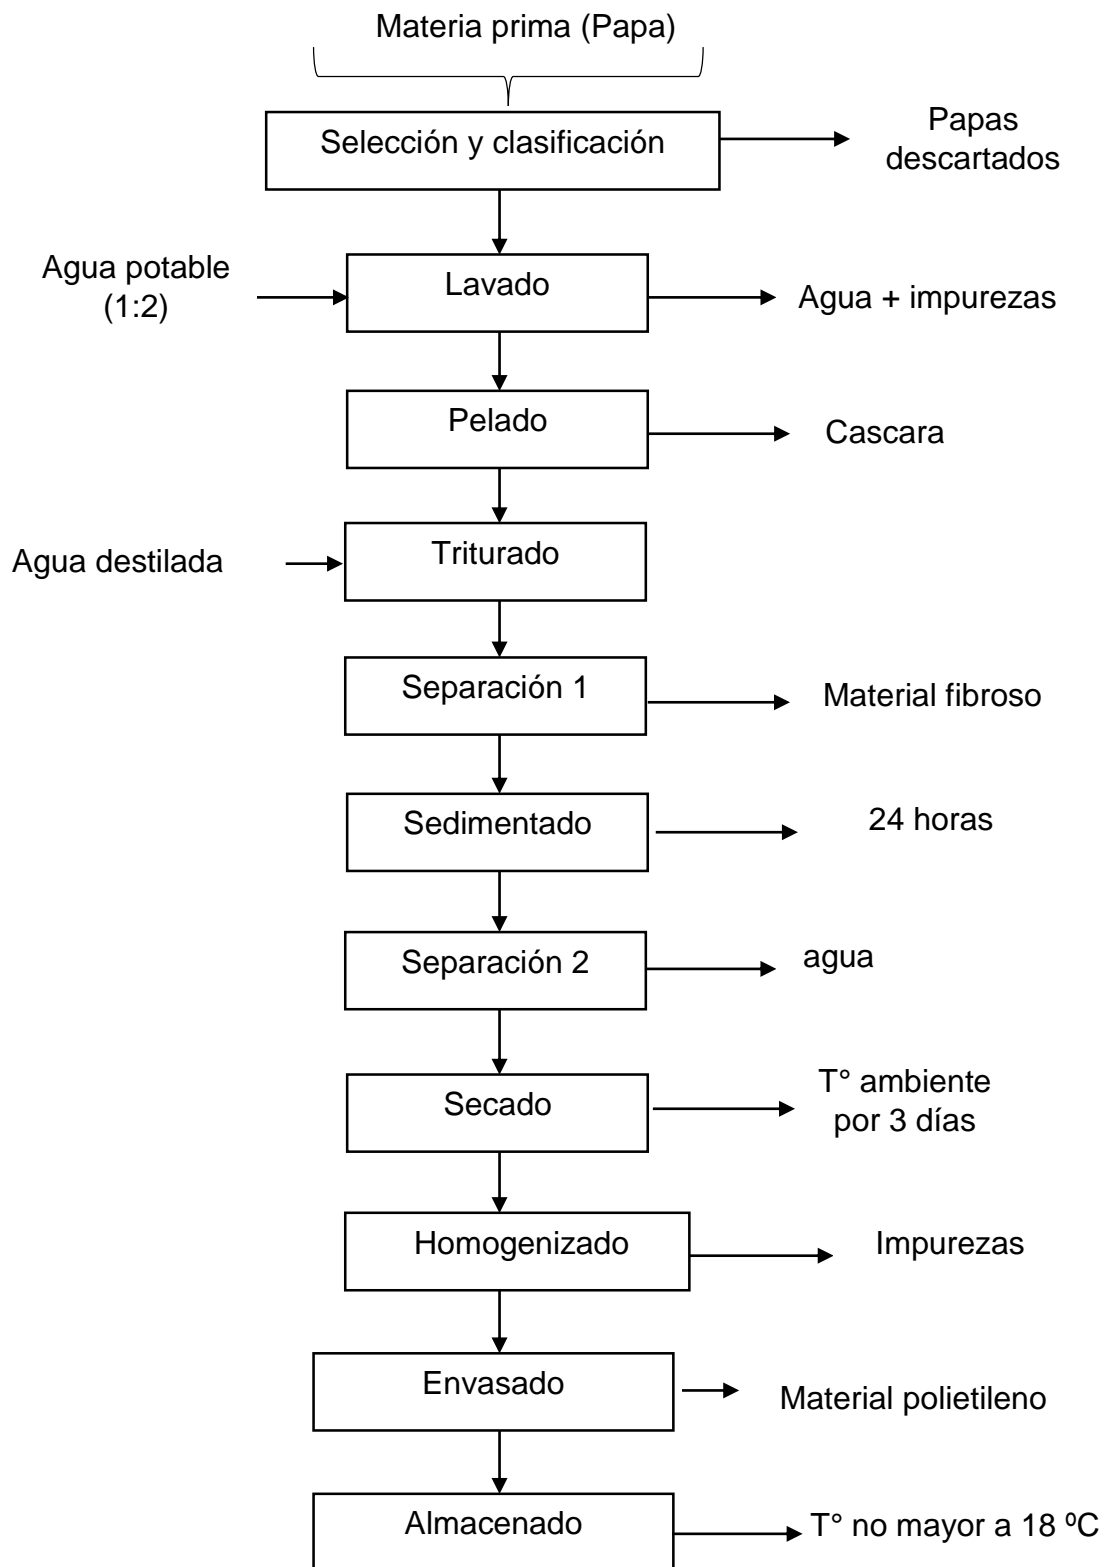 Materia prima (Papa)
Selección y clasificación
Papas
descartados
Agua potable
(1:2)
Lavado
Agua + impurezas
Pelado
Cascara
Agua destilada
Triturado
Separación 1
Material fibroso
Sedimentado
24 horas
Separación 2
agua
Secado
T° ambiente
por 3 días
Homogenizado
Impurezas
Envasado
Material polietileno
Almacenado
T° no mayor a 18 ºC